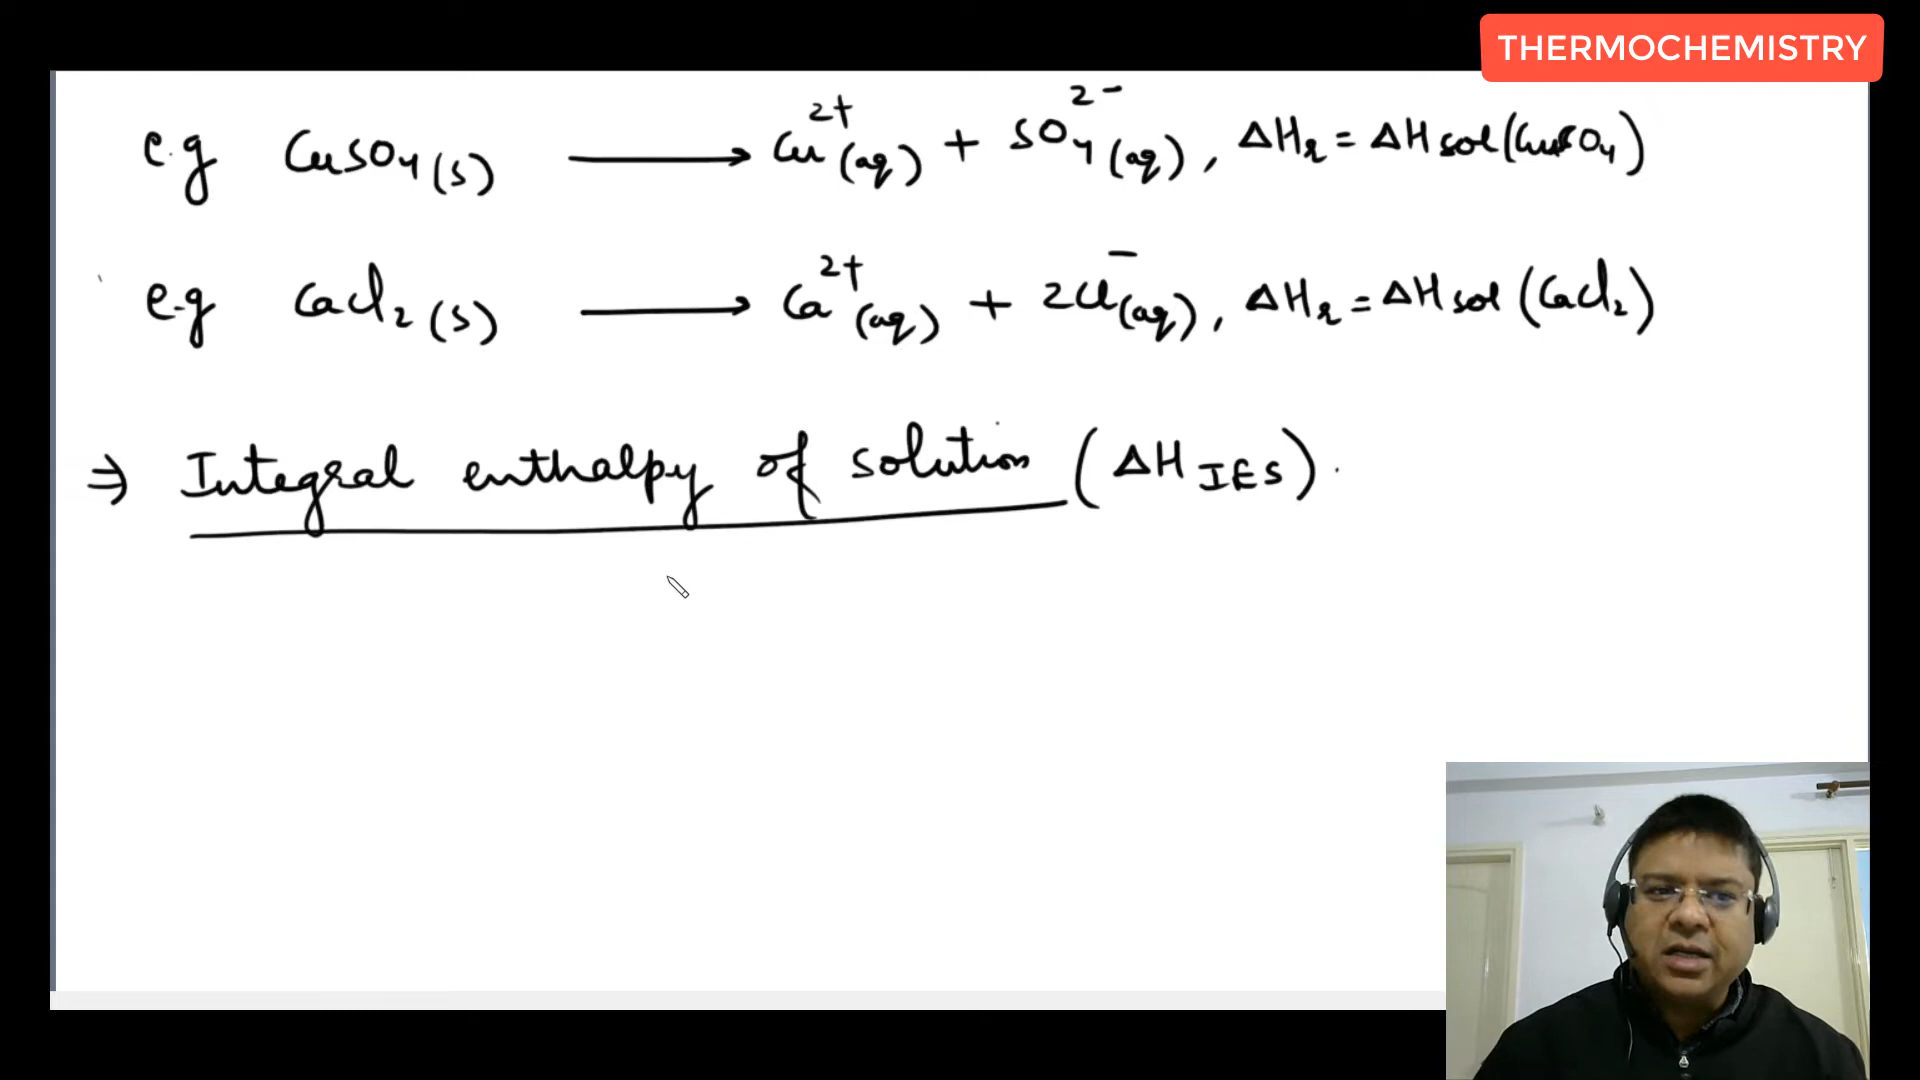 THERMOCHEMISTRY
e.g CuSO₄(s) ⟶ Cu²⁺(aq) + SO₄²⁻(aq), ΔHr = ΔHsol(CuSO₄)
e.g CaCl₂(s) ⟶ Ca²⁺(aq) + 2Cl⁻(aq), ΔHr = ΔHsol(CaCl₂)
⇒ Integral enthalpy of solution (ΔH IES).